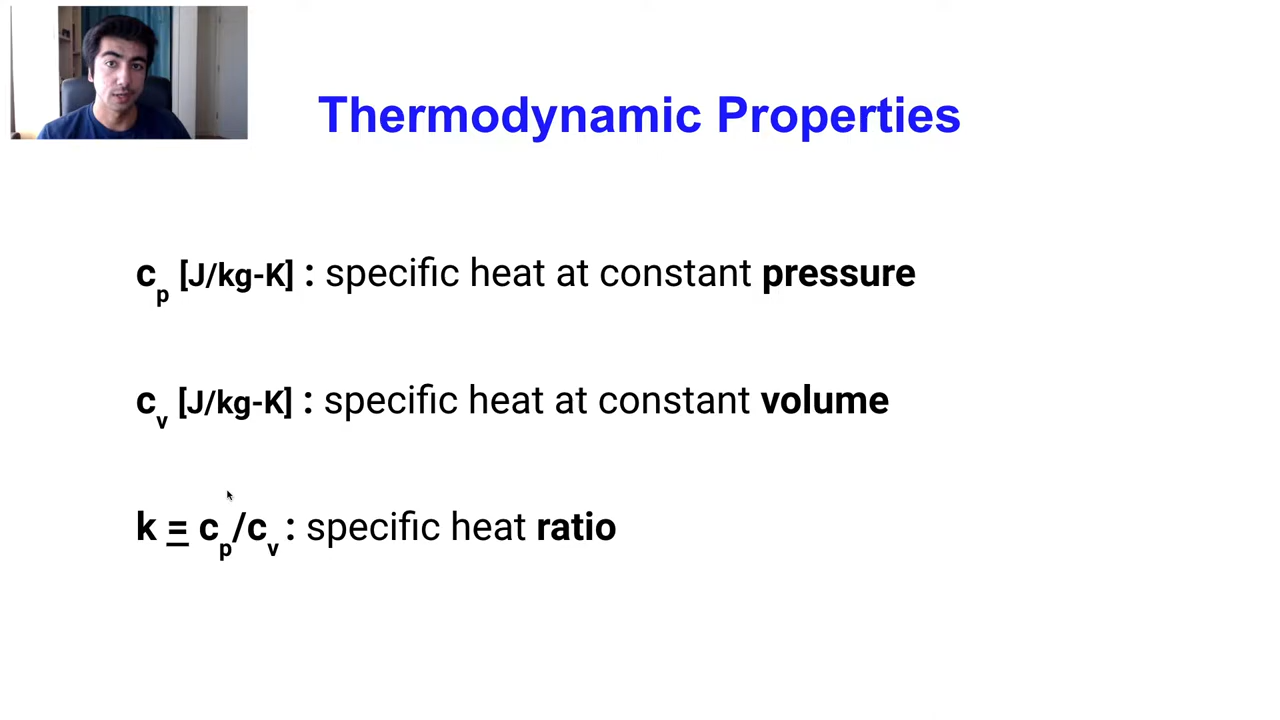 Thermodynamic Properties
cp [J/kg-K] : specific heat at constant pressure
cv [J/kg-K] : specific heat at constant volume
k = cp/cv : specific heat ratio